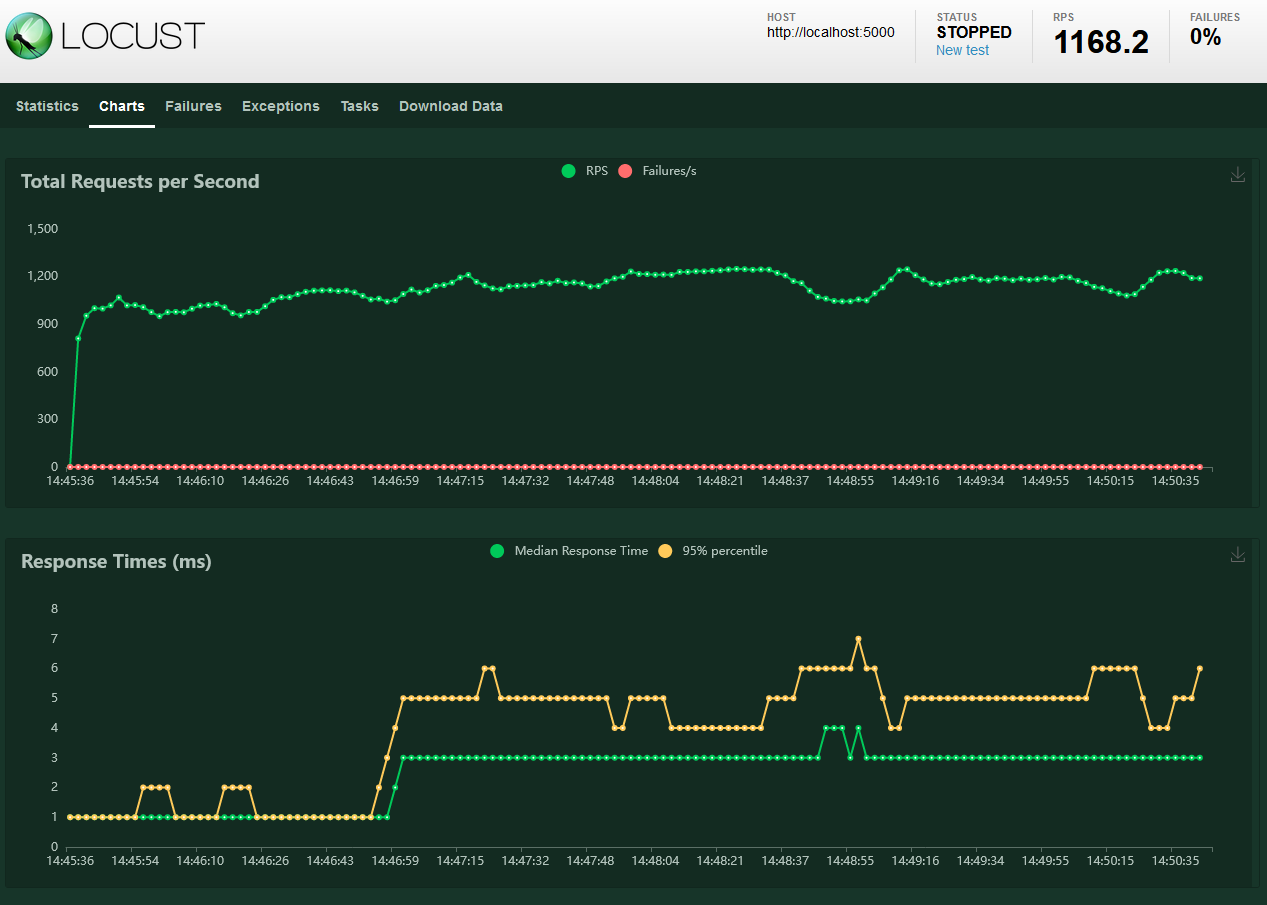 LOCUST
HOST
http://localhost:5000
STATUS
STOPPED
New test
RPS
1168.2
FAILURES
0%
Statistics Charts Failures Exceptions Tasks Download Data
Total Requests per Second
RPS Failures/s
1,500
1,200
900
600
300
0
14:45:36 14:45:54 14:46:10 14:46:26 14:46:43 14:46:59 14:47:15 14:47:32 14:47:48 14:48:04 14:48:21 14:48:37 14:48:55 14:49:16 14:49:34 14:49:55 14:50:15 14:50:35
Response Times (ms)
Median Response Time 95% percentile
8
7
6
5
4
3
2
1
0
14:45:36 14:45:54 14:46:10 14:46:26 14:46:43 14:46:59 14:47:15 14:47:32 14:47:48 14:48:04 14:48:21 14:48:37 14:48:55 14:49:16 14:49:34 14:49:55 14:50:15 14:50:35